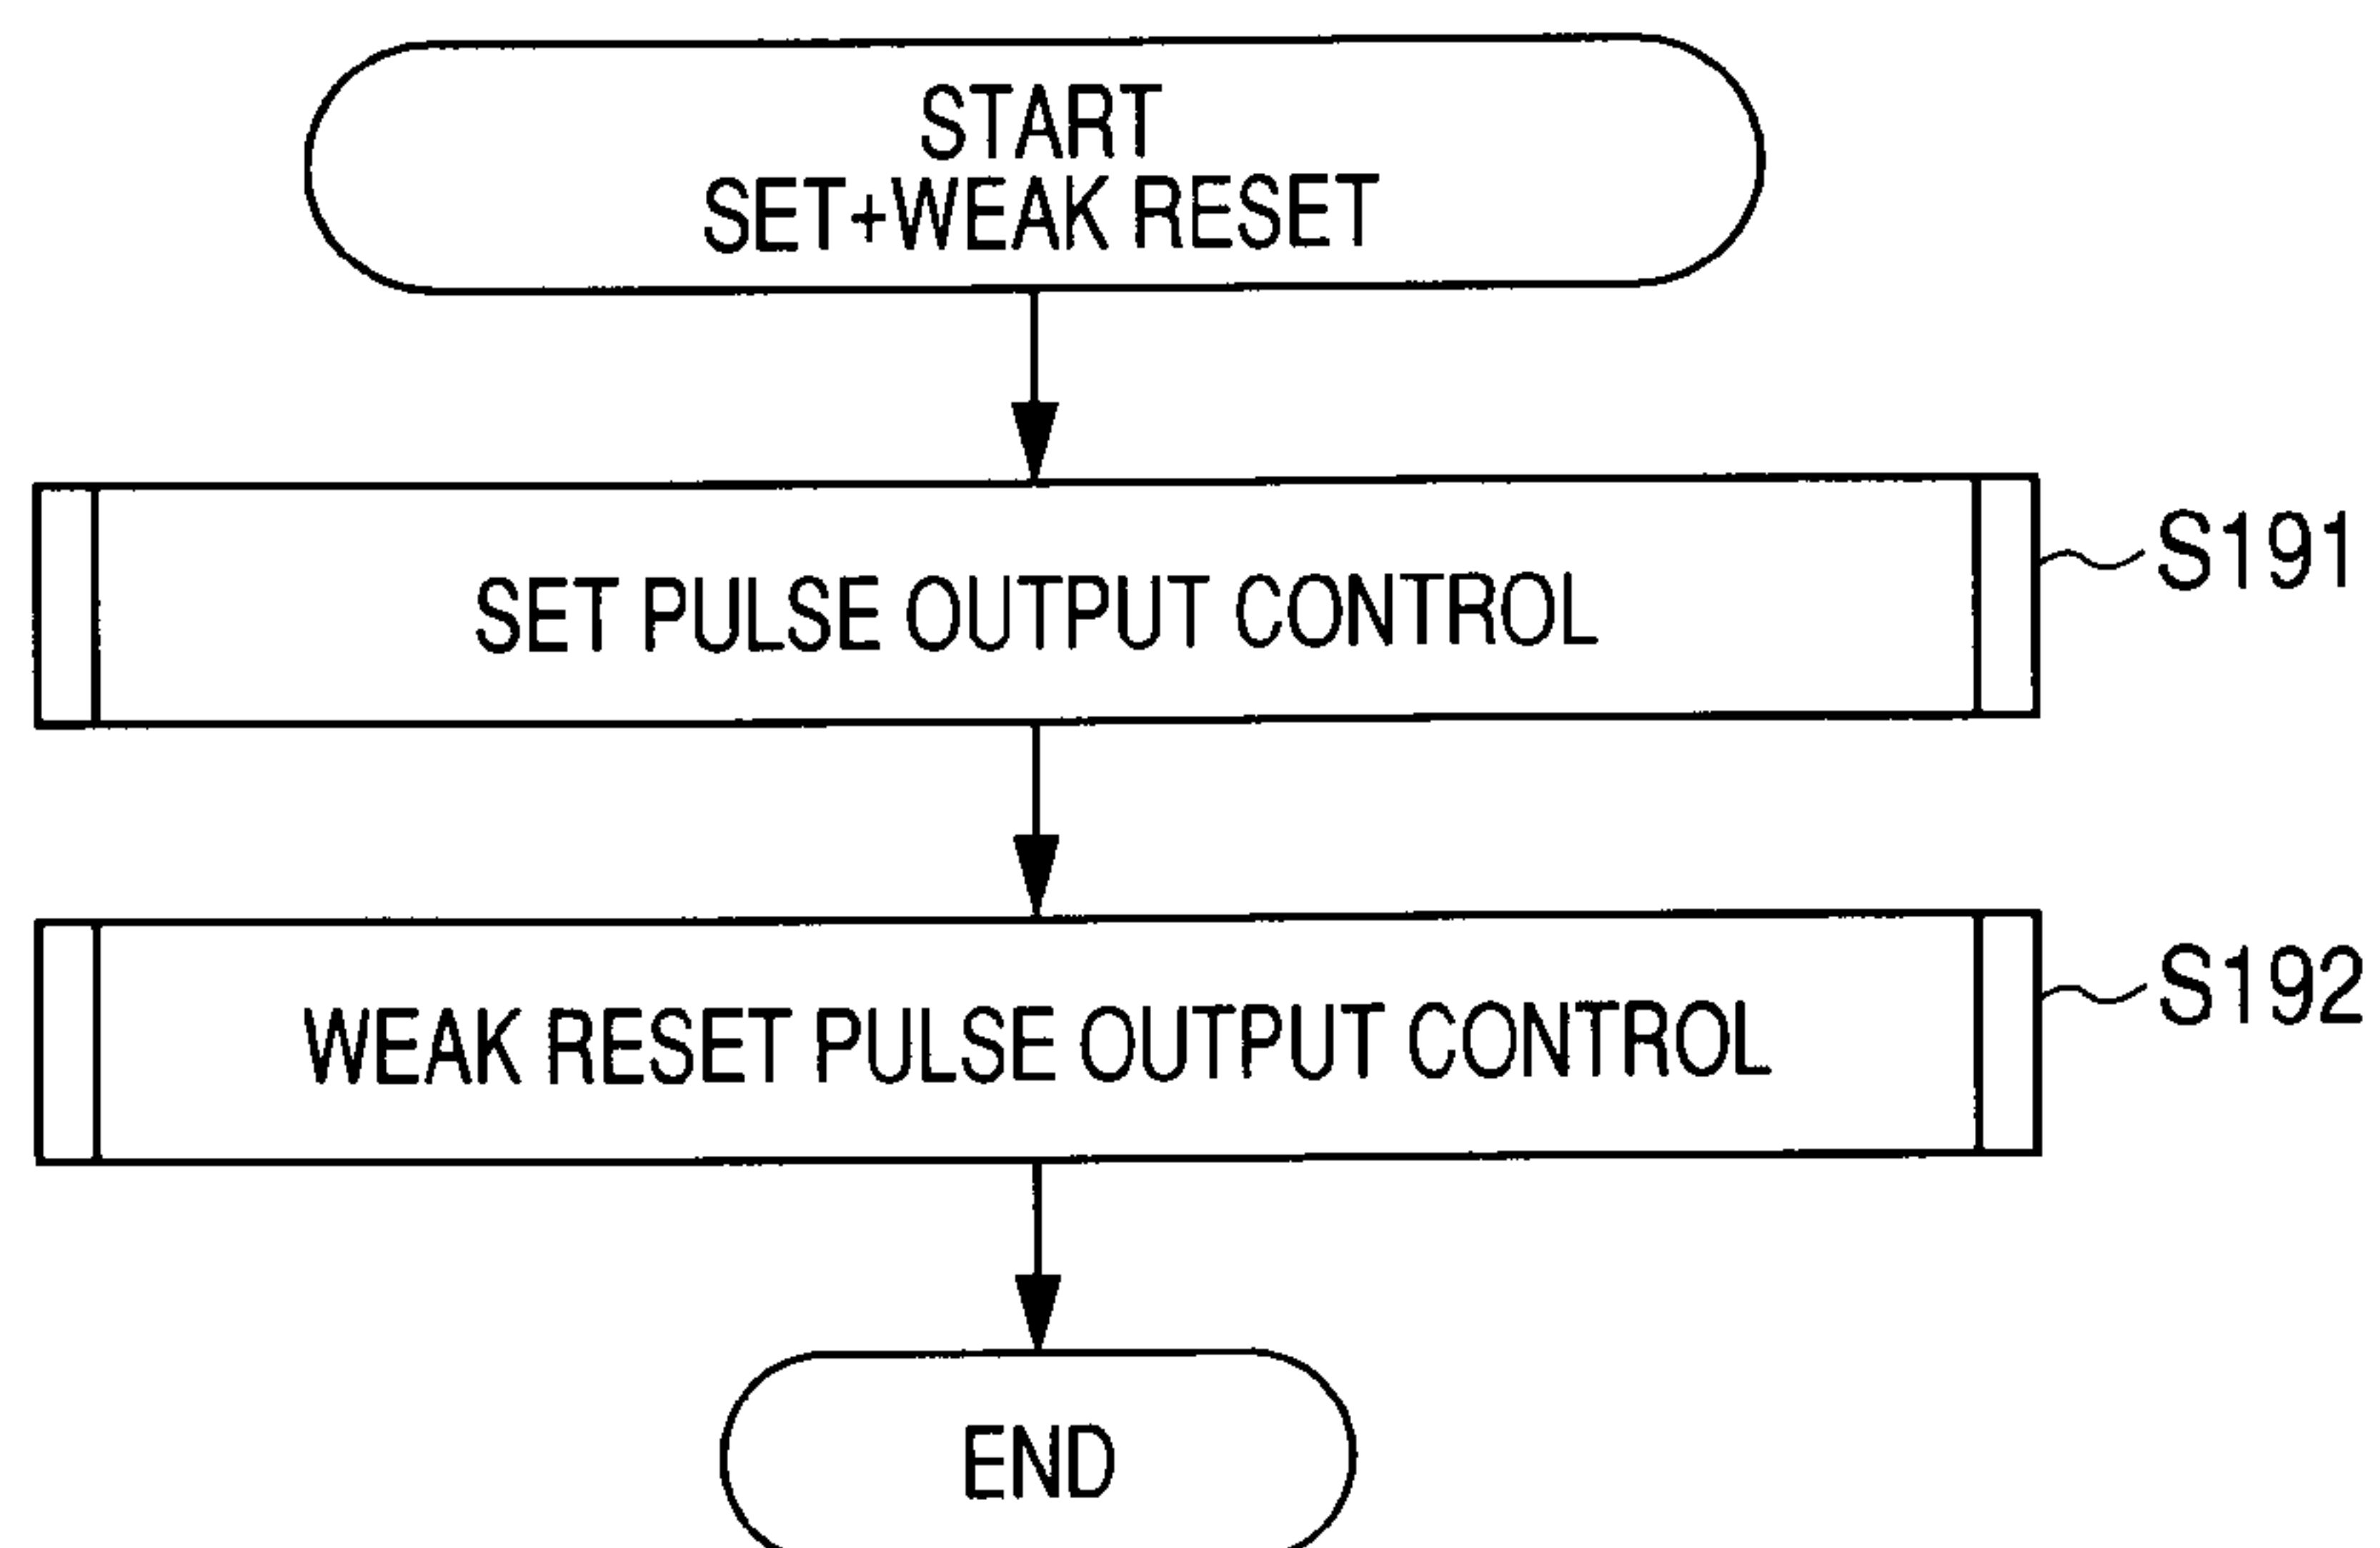 START
SET+WEAK RESET
SET PULSE OUTPUT CONTROL
S191
WEAK RESET PULSE OUTPUT CONTROL
S192
END